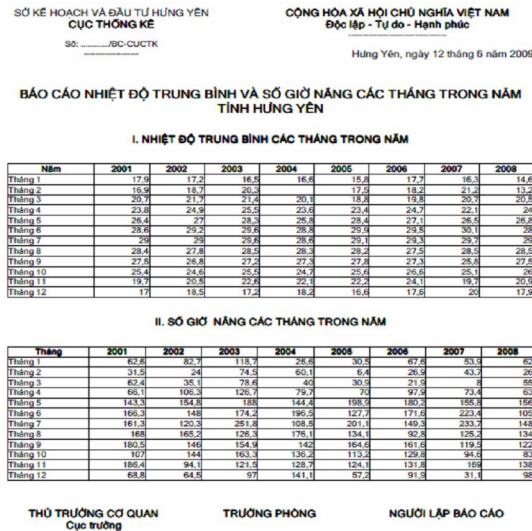 SỞ KẾ HOẠCH VÀ ĐẦU TƯ HƯNG YÊN
CỤC THỐNG KÊ
Số: .........../BC-CUCTK
CỘNG HÒA XÃ HỘI CHỦ NGHĨA VIỆT NAM
Độc lập - Tự do - Hạnh phúc
Hưng Yên, ngày 12 tháng 6 năm 2009
BÁO CÁO NHIỆT ĐỘ TRUNG BÌNH VÀ SỐ GIỜ NẮNG CÁC THÁNG TRONG NĂM
TỈNH HƯNG YÊN
I. NHIỆT ĐỘ TRUNG BÌNH CÁC THÁNG TRONG NĂM
Năm 2001 2002 2003 2004 2005 2006 2007 2008
Tháng 1 17,9 17,2 16,5 16,6 15,8 17,7 16,3 14,6
Tháng 2 16,9 18,7 20,3 17,5 18,2 21,2 13,2
Tháng 3 20,7 21,7 21,4 20,1 18,8 19,8 20,7 20,5
Tháng 4 23,8 24,9 25,5 23,6 23,4 24,7 22,1 24
Tháng 5 26,4 27 28,3 25,8 28,4 27,1 26,5 26,8
Tháng 6 28,6 29,2 29,6 28,8 29,9 29,5 30,1 28
Tháng 7 29 29 29,6 28,6 29,1 29,3 29,7 29
Tháng 8 28,4 27,8 28,5 28,3 28,2 27,5 28,5 28,5
Tháng 9 27,5 26,8 27,2 27,3 27,8 27,3 25,8 27,5
Tháng 10 25,4 24,6 25,5 24,7 25,6 26,6 25,1 26
Tháng 11 19,7 20,5 22,6 22,1 22,2 24,1 19,7 20,9
Tháng 12 17 18,5 17,2 18,2 16,6 17,6 20 17,9
II. SỐ GIỜ NẮNG CÁC THÁNG TRONG NĂM
Tháng 2001 2002 2003 2004 2005 2006 2007 2008
Tháng 1 62,6 82,7 118,7 26,6 30,5 67,6 53,9 62
Tháng 2 31,5 24 74,5 60,1 6,4 26,9 43,7 26
Tháng 3 62,4 35,1 78,6 40 30,9 21,9 8 55
Tháng 4 66,1 106,3 126,7 79,7 70 97,9 73,4 63
Tháng 5 143,3 154,8 188 144,4 198,9 180,2 155,8 156
Tháng 6 166,3 148 174,2 196,5 127,7 171,6 223,4 105
Tháng 7 161,3 120,3 251,8 108,5 201,1 149,3 233,7 148
Tháng 8 168 165,2 126,3 176,1 134,1 92,8 125,2 134
Tháng 9 180,5 146 154,9 142 164,6 161,6 119,5 122
Tháng 10 107 144 163,3 136,2 113,2 129,8 94,6 83
Tháng 11 186,4 94,1 121,5 128,7 124,1 131,8 169 138
Tháng 12 68,8 64,5 97 141,1 57,2 91,9 31,1 98
THỦ TRƯỞNG CƠ QUAN
Cục trưởng
TRƯỞNG PHÒNG
NGƯỜI LẬP BÁO CÁO